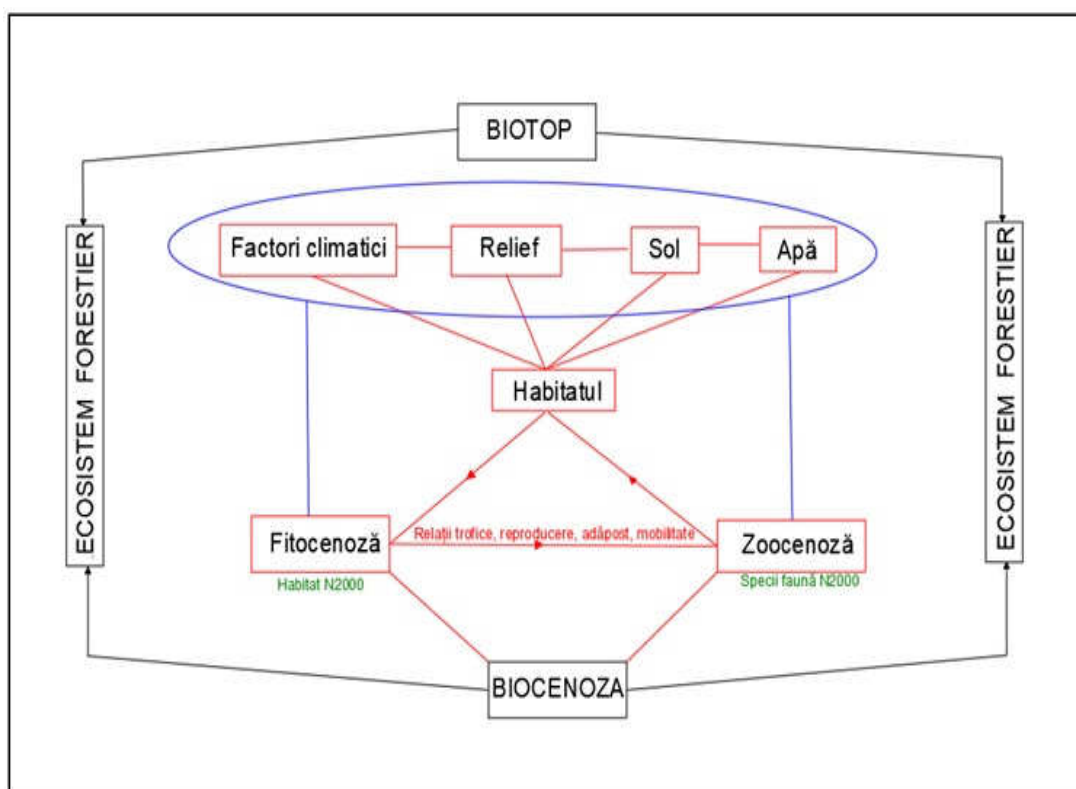 BIOTOP
ECOSISTEM FORESTIER
Factori climatici
Relief
Sol
Apă
ECOSISTEM FORESTIER
Habitatul
Fitocenoză
Relații trofice, reproducere, adăpost, mobilitate
Zoocenoză
Habitat N2000
Specii faună N2000
BIOCENOZA